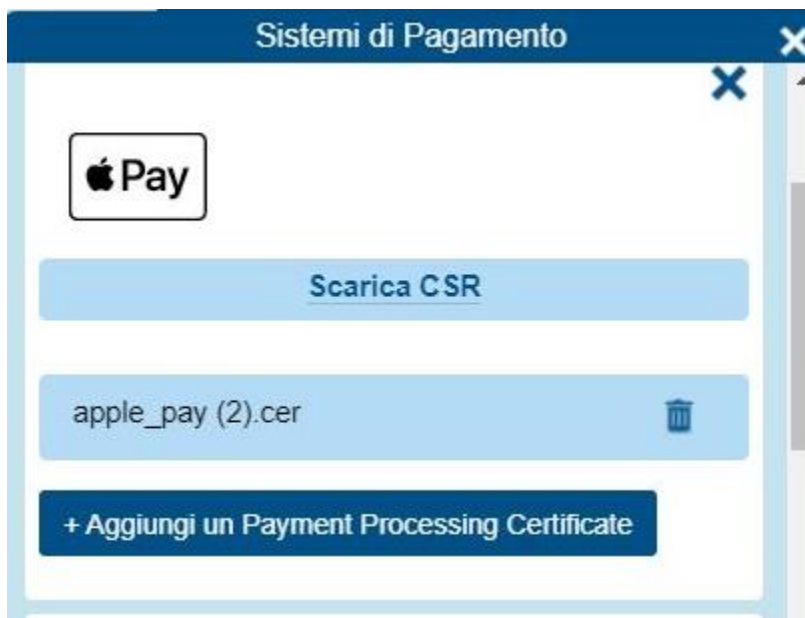 Sistemi di Pagamento
Pay
Scarica CSR
apple_pay (2).cer
+ Aggiungi un Payment Processing Certificate